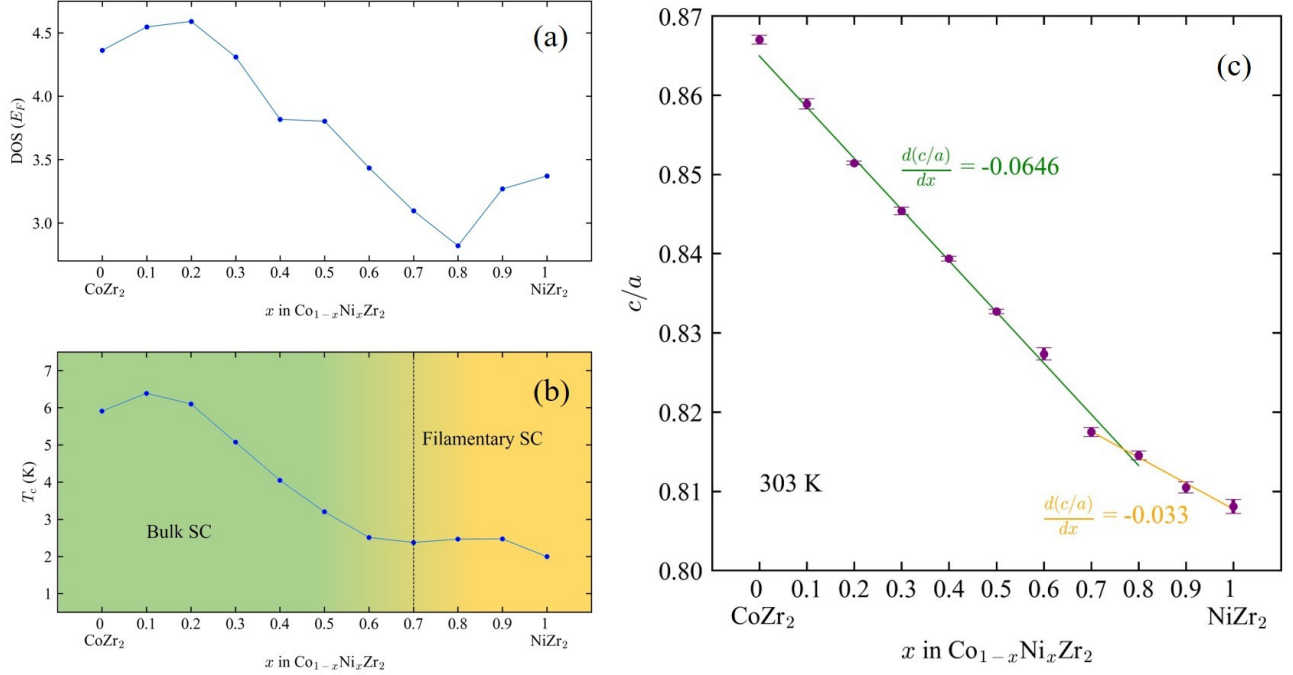 (a)
DOS (E_F)
4.5
4.0
3.5
3.0
0 0.1 0.2 0.3 0.4 0.5 0.6 0.7 0.8 0.9 1
CoZr₂ NiZr₂
x in Co₁₋ₓNiₓZr₂
(b)
T_c (K)
7
6
5
4
3
2
1
Filamentary SC
Bulk SC
0 0.1 0.2 0.3 0.4 0.5 0.6 0.7 0.8 0.9 1
CoZr₂ NiZr₂
x in Co₁₋ₓNiₓZr₂
(c)
c/a
0.87
0.86
0.85
0.84
0.83
0.82
0.81
0.80
d(c/a)/dx = -0.0646
303 K
d(c/a)/dx = -0.033
0 0.1 0.2 0.3 0.4 0.5 0.6 0.7 0.8 0.9 1
CoZr₂ NiZr₂
x in Co₁₋ₓNiₓZr₂